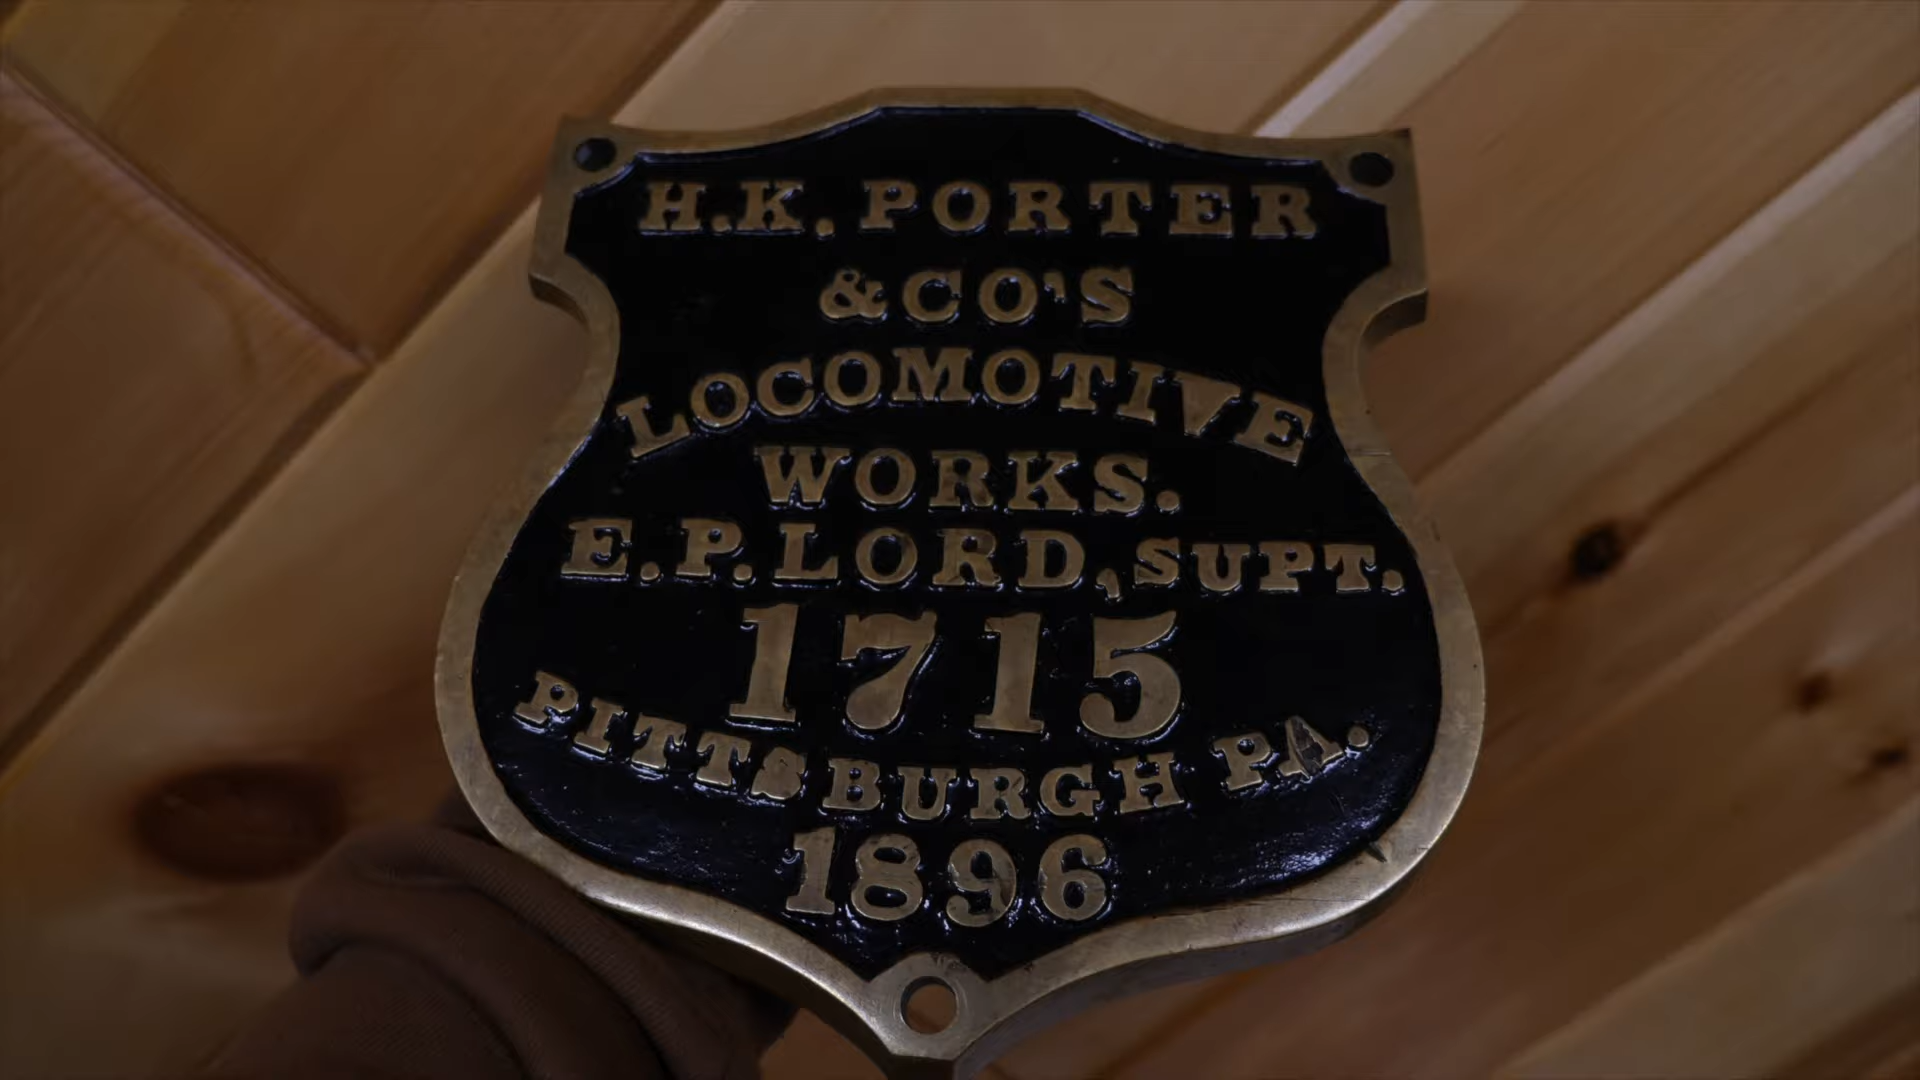 H.K. PORTER
&CO'S
LOCOMOTIVE
WORKS.
E.P. LORD, SUPT.
1715
PITTSBURGH PA.
1896